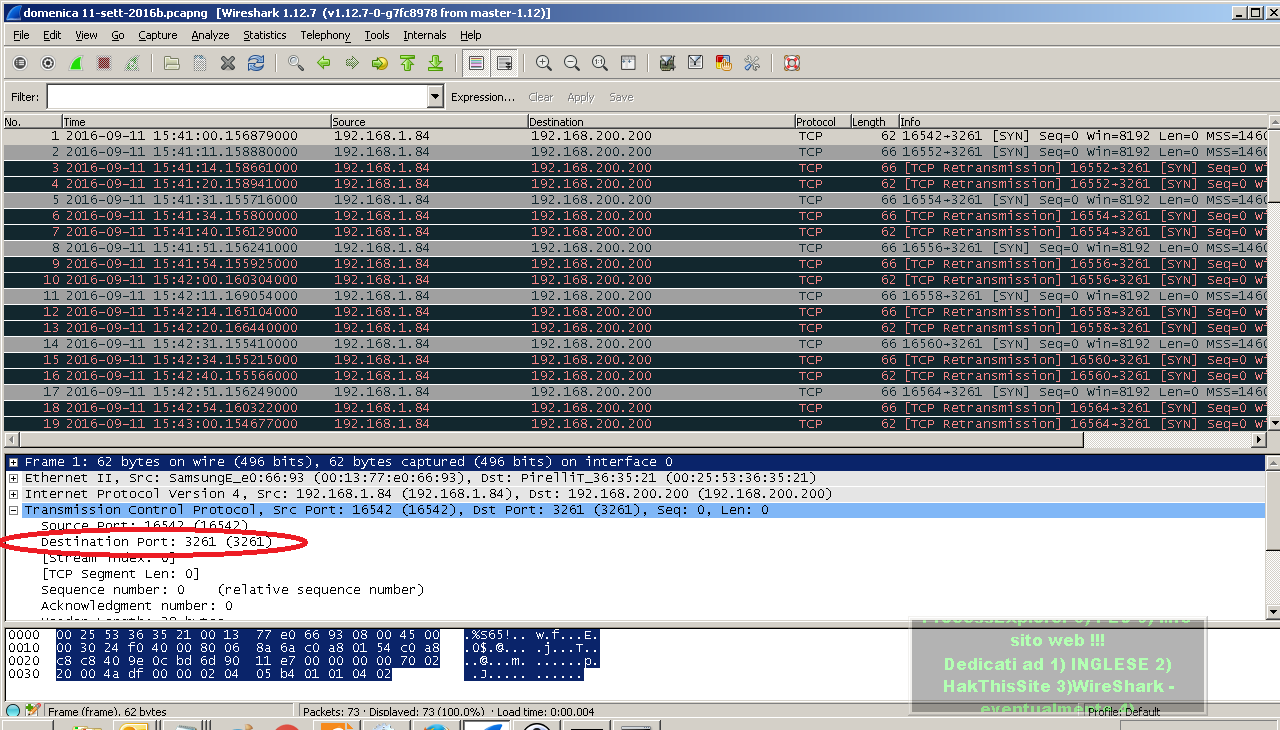 domenica 11-sett-2016b.pcapng [Wireshark 1.12.7 (v1.12.7-0-g7fc8978 from master-1.12)]
File Edit View Go Capture Analyze Statistics Telephony Tools Internals Help
Filter: Expression... Clear Apply Save
No. Time Source Destination Protocol Length Info
1 2016-09-11 15:41:00.156879000 192.168.1.84 192.168.200.200 TCP 62 16542→3261 [SYN] Seq=0 Win=8192 Len=0 MSS=1460
2 2016-09-11 15:41:11.158880000 192.168.1.84 192.168.200.200 TCP 66 16552→3261 [SYN] Seq=0 Win=8192 Len=0 MSS=1460
3 2016-09-11 15:41:14.158661000 192.168.1.84 192.168.200.200 TCP 66 [TCP Retransmission] 16552→3261 [SYN] Seq=0 Wi
4 2016-09-11 15:41:20.158941000 192.168.1.84 192.168.200.200 TCP 62 [TCP Retransmission] 16552→3261 [SYN] Seq=0 Wi
5 2016-09-11 15:41:31.155716000 192.168.1.84 192.168.200.200 TCP 66 16554→3261 [SYN] Seq=0 Win=8192 Len=0 MSS=1460
6 2016-09-11 15:41:34.155800000 192.168.1.84 192.168.200.200 TCP 66 [TCP Retransmission] 16554→3261 [SYN] Seq=0 Wi
7 2016-09-11 15:41:40.156129000 192.168.1.84 192.168.200.200 TCP 62 [TCP Retransmission] 16554→3261 [SYN] Seq=0 Wi
8 2016-09-11 15:41:51.156241000 192.168.1.84 192.168.200.200 TCP 66 16556→3261 [SYN] Seq=0 Win=8192 Len=0 MSS=1460
9 2016-09-11 15:41:54.155925000 192.168.1.84 192.168.200.200 TCP 66 [TCP Retransmission] 16556→3261 [SYN] Seq=0 Wi
10 2016-09-11 15:42:00.160304000 192.168.1.84 192.168.200.200 TCP 62 [TCP Retransmission] 16556→3261 [SYN] Seq=0 Wi
11 2016-09-11 15:42:11.169054000 192.168.1.84 192.168.200.200 TCP 66 16558→3261 [SYN] Seq=0 Win=8192 Len=0 MSS=1460
12 2016-09-11 15:42:14.165104000 192.168.1.84 192.168.200.200 TCP 66 [TCP Retransmission] 16558→3261 [SYN] Seq=0 Wi
13 2016-09-11 15:42:20.166440000 192.168.1.84 192.168.200.200 TCP 62 [TCP Retransmission] 16558→3261 [SYN] Seq=0 Wi
14 2016-09-11 15:42:31.155410000 192.168.1.84 192.168.200.200 TCP 66 16560→3261 [SYN] Seq=0 Win=8192 Len=0 MSS=1460
15 2016-09-11 15:42:34.155215000 192.168.1.84 192.168.200.200 TCP 66 [TCP Retransmission] 16560→3261 [SYN] Seq=0 Wi
16 2016-09-11 15:42:40.155566000 192.168.1.84 192.168.200.200 TCP 62 [TCP Retransmission] 16560→3261 [SYN] Seq=0 Wi
17 2016-09-11 15:42:51.156249000 192.168.1.84 192.168.200.200 TCP 66 16564→3261 [SYN] Seq=0 Win=8192 Len=0 MSS=1460
18 2016-09-11 15:42:54.160322000 192.168.1.84 192.168.200.200 TCP 66 [TCP Retransmission] 16564→3261 [SYN] Seq=0 Wi
19 2016-09-11 15:43:00.154677000 192.168.1.84 192.168.200.200 TCP 62 [TCP Retransmission] 16564→3261 [SYN] Seq=0 Wi
Frame 1: 62 bytes on wire (496 bits), 62 bytes captured (496 bits) on interface 0
Ethernet II, Src: SamsungE_e0:66:93 (00:13:77:e0:66:93), Dst: PirelliT_36:35:21 (00:25:53:36:35:21)
Internet Protocol Version 4, Src: 192.168.1.84 (192.168.1.84), Dst: 192.168.200.200 (192.168.200.200)
Transmission Control Protocol, Src Port: 16542 (16542), Dst Port: 3261 (3261), Seq: 0, Len: 0
Source Port: 16542 (16542)
Destination Port: 3261 (3261)
[Stream index: 0]
[TCP Segment Len: 0]
Sequence number: 0 (relative sequence number)
Acknowledgment number: 0
Header Length: 28 bytes
0000 00 25 53 36 35 21 00 13 77 e0 66 93 08 00 45 00 .%S65!.. w.f...E.
0010 00 30 24 f0 40 00 80 06 8a 6a c0 a8 01 54 c0 a8 .0$.@... .j...T..
0020 c8 c8 40 9e 0c bd 6d 90 11 e7 00 00 00 00 70 02 ..@...m. ......p.
0030 20 00 4a df 00 00 02 04 05 b4 01 01 04 02 .J..... ......
sito web !!!
Dedicati ad 1) INGLESE 2)
HakThisSite 3)WireShark -
eventualmente 4)
Frame (frame), 62 bytes Packets: 73 · Displayed: 73 (100.0%) · Load time: 0:00.004 Profile: Default